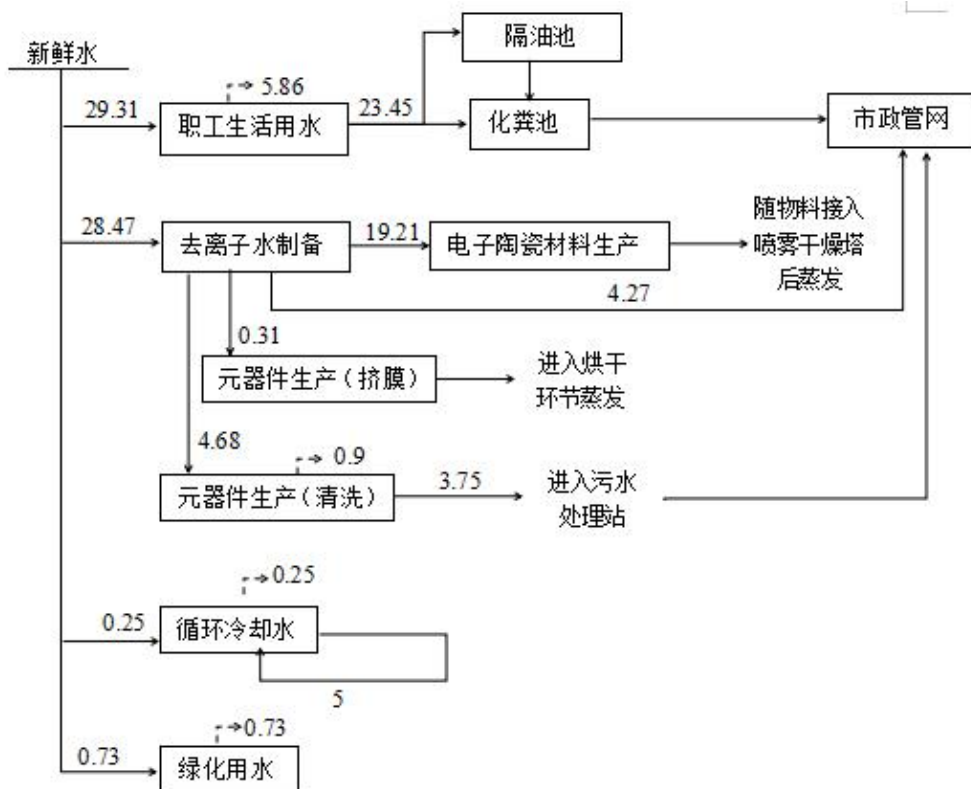 新鲜水
隔油池
5.86
29.31
职工生活用水
23.45
化粪池
市政管网
28.47
去离子水制备
19.21
电子陶瓷材料生产
随物料接入
喷雾干燥塔
后蒸发
4.27
0.31
元器件生产（挤膜）
进入烘干
环节蒸发
4.68
0.9
元器件生产（清洗）
3.75
进入污水
处理站
0.25
0.25
循环冷却水
5
0.73
0.73
绿化用水